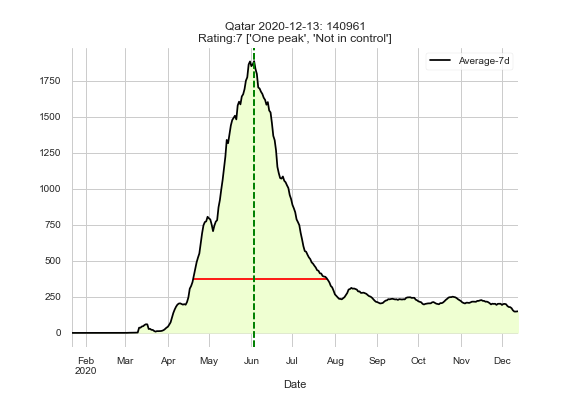 Qatar 2020-12-13: 140961
Rating:7 ['One peak', 'Not in control']
Average-7d
1750
1500
1250
1000
750
500
250
0
Feb Mar Apr May Jun Jul Aug Sep Oct Nov Dec
2020
Date